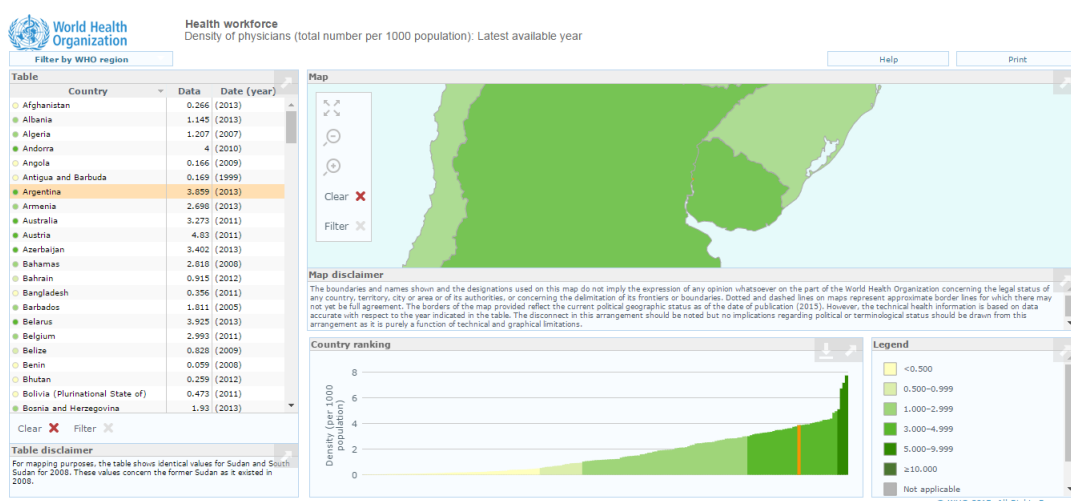 World Health
Organization
Health workforce
Density of physicians (total number per 1000 population): Latest available year
Filter by WHO region
Help
Print
Table
Country Data Date (year)
Afghanistan 0.266 (2013)
Albania 1.145 (2013)
Algeria 1.207 (2007)
Andorra 4 (2010)
Angola 0.166 (2009)
Antigua and Barbuda 0.169 (1999)
Argentina 3.859 (2013)
Armenia 2.698 (2013)
Australia 3.273 (2011)
Austria 4.83 (2011)
Azerbaijan 3.402 (2013)
Bahamas 2.818 (2008)
Bahrain 0.915 (2012)
Bangladesh 0.356 (2011)
Barbados 1.811 (2005)
Belarus 3.925 (2013)
Belgium 2.993 (2011)
Belize 0.828 (2009)
Benin 0.059 (2008)
Bhutan 0.259 (2012)
Bolivia (Plurinational State of) 0.473 (2011)
Bosnia and Herzegovina 1.93 (2013)
Clear Filter
Table disclaimer
For mapping purposes, the table shows identical values for Sudan and South
Sudan for 2008. These values concern the former Sudan as it existed in
2008.
Map
Clear
Filter
Map disclaimer
The boundaries and names shown and the designations used on this map do not imply the expression of any opinion whatsoever on the part of the World Health Organization concerning the legal status of
any country, territory, city or area or of its authorities, or concerning the delimitation of its frontiers or boundaries. Dotted and dashed lines on maps represent approximate border lines for which there may
not yet be full agreement. The borders of the map provided reflect the current political geographic status as of the date of publication (2015). However, the technical health information is based on data
accurate with respect to the year indicated in the table. The disconnect in this arrangement should be noted but no implications regarding political or terminological status should be drawn from this
arrangement as it is purely a function of technical and graphical limitations.
Country ranking
Density (per 1000
population)
8
6
4
2
0
Legend
<0.500
0.500–0.999
1.000–2.999
3.000–4.999
5.000–9.999
≥10.000
Not applicable